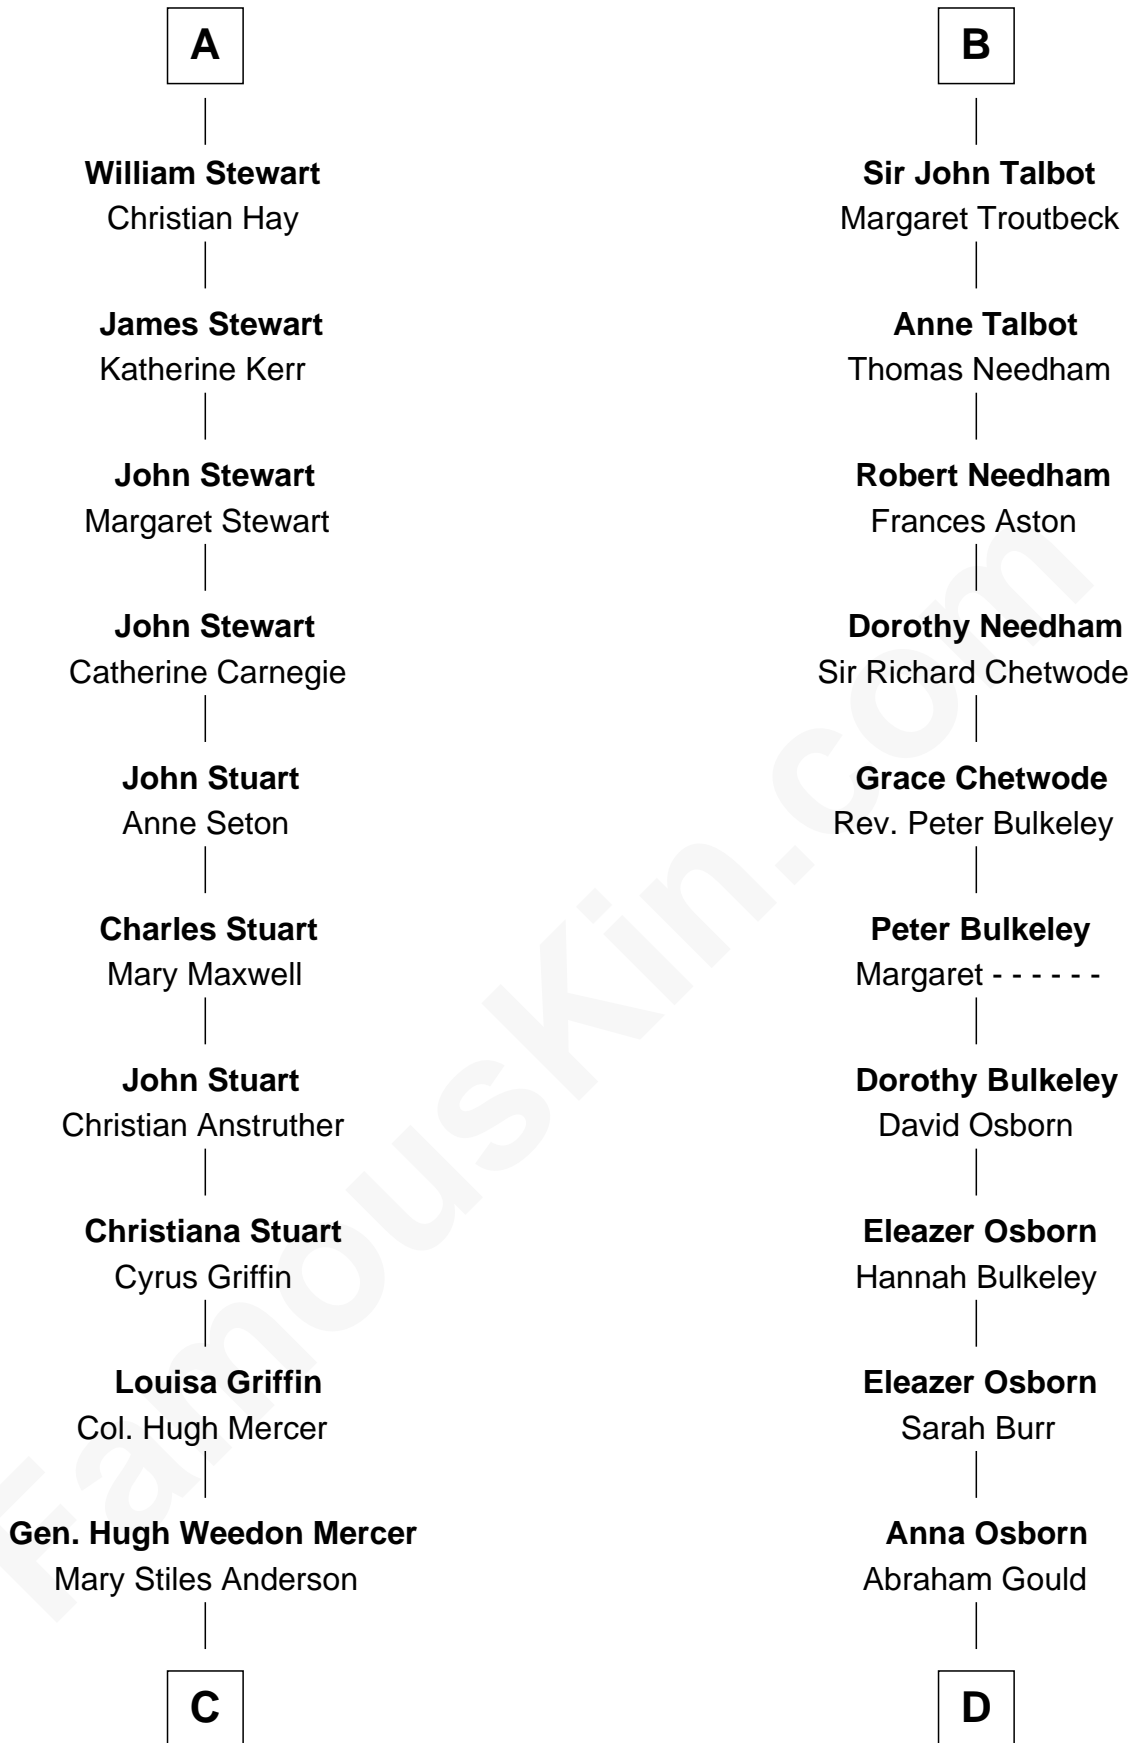 A
William Stewart
Christian Hay
James Stewart
Katherine Kerr
John Stewart
Margaret Stewart
John Stewart
Catherine Carnegie
John Stuart
Anne Seton
Charles Stuart
Mary Maxwell
John Stuart
Christian Anstruther
Christiana Stuart
Cyrus Griffin
Louisa Griffin
Col. Hugh Mercer
Gen. Hugh Weedon Mercer
Mary Stiles Anderson
C
B
Sir John Talbot
Margaret Troutbeck
Anne Talbot
Thomas Needham
Robert Needham
Frances Aston
Dorothy Needham
Sir Richard Chetwode
Grace Chetwode
Rev. Peter Bulkeley
Peter Bulkeley
Margaret - - - - - -
Dorothy Bulkeley
David Osborn
Eleazer Osborn
Hannah Bulkeley
Eleazer Osborn
Sarah Burr
Anna Osborn
Abraham Gould
D
FamousKin.com